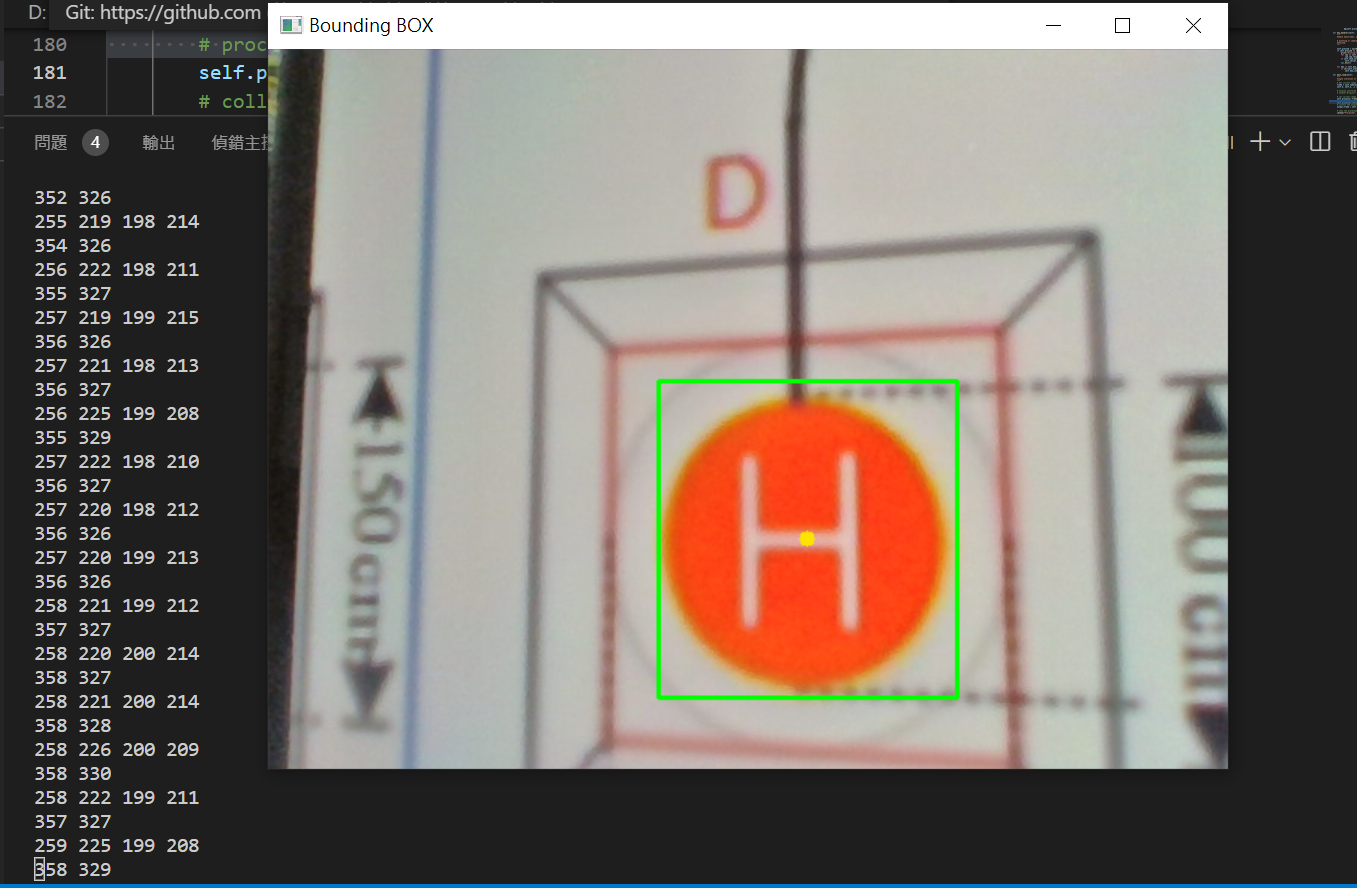 D:
Git: https://github.com
Bounding BOX
180
# proc
181
self.p
182
# coll
問題 4 輸出
352 326
255 219 198 214
354 326
256 222 198 211
355 327
257 219 199 215
356 326
257 221 198 213
356 327
256 225 199 208
355 329
257 222 198 210
356 327
257 220 198 212
356 326
257 220 199 213
356 326
258 221 199 212
357 327
258 220 200 214
358 327
258 221 200 214
358 328
258 226 200 209
358 330
258 222 199 211
357 327
259 225 199 208
358 329
D
H
150cm
100 cm